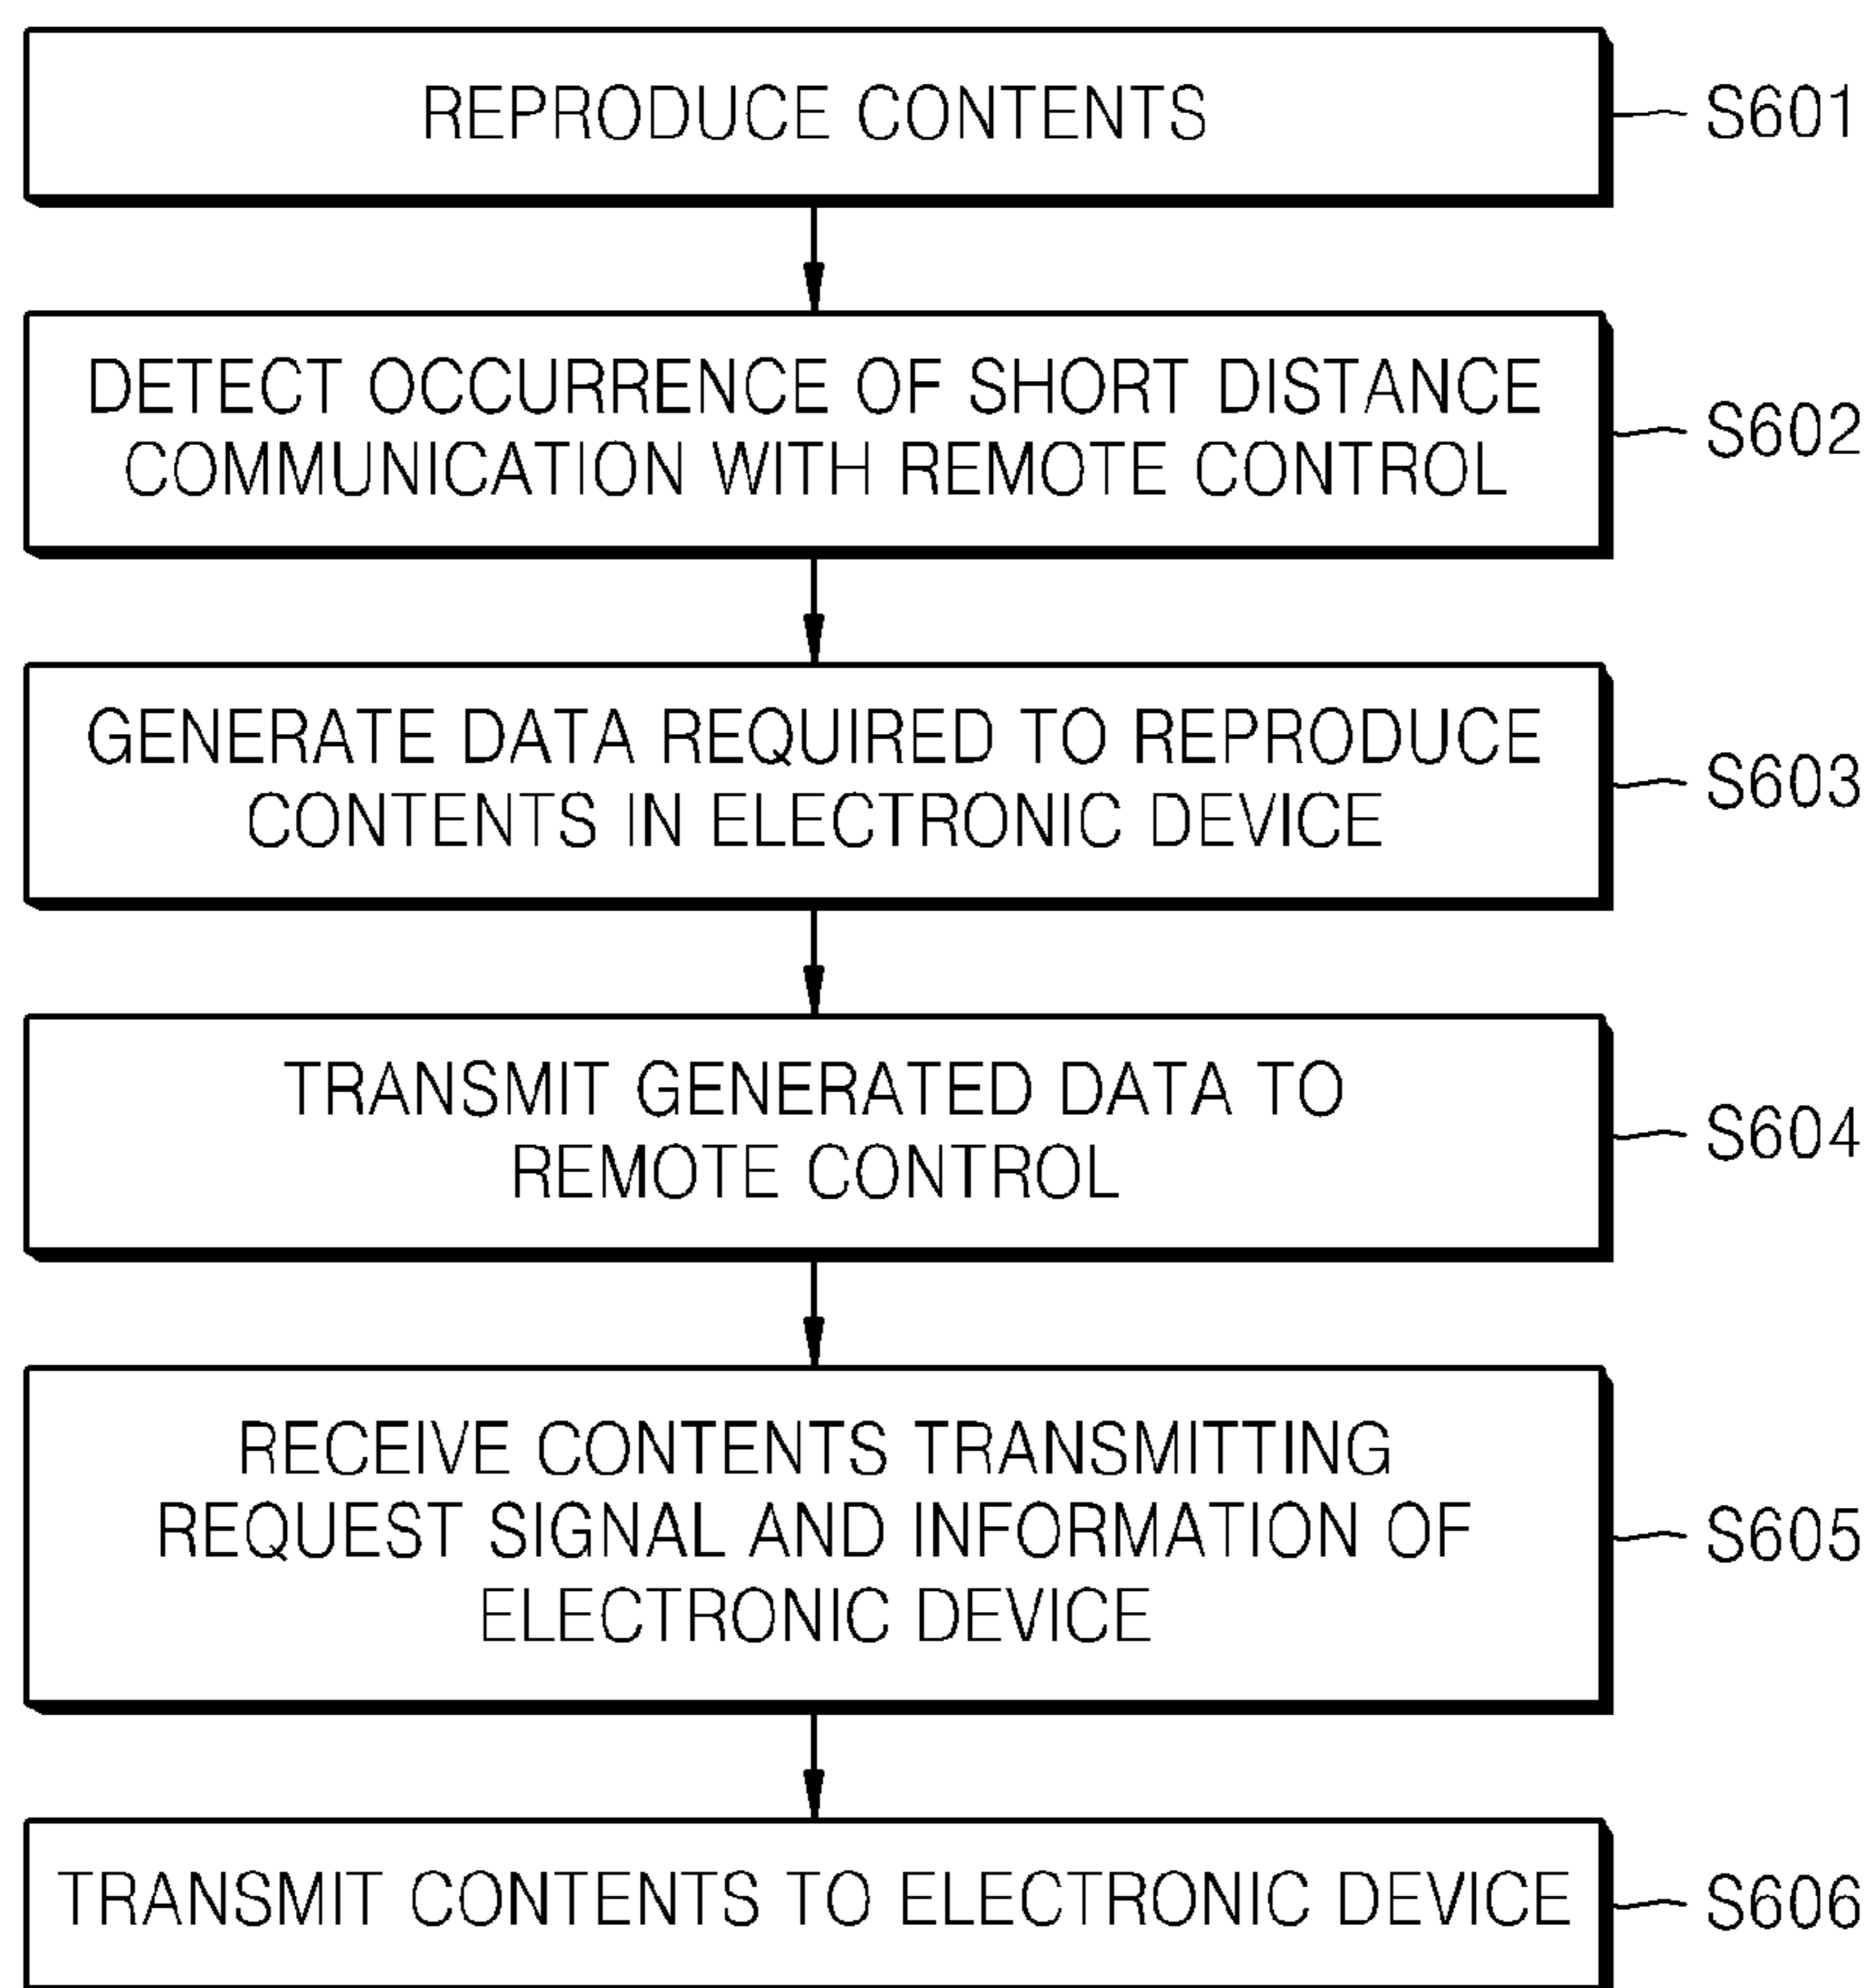 REPRODUCE CONTENTS
S601
DETECT OCCURRENCE OF SHORT DISTANCE
COMMUNICATION WITH REMOTE CONTROL
S602
GENERATE DATA REQUIRED TO REPRODUCE
CONTENTS IN ELECTRONIC DEVICE
S603
TRANSMIT GENERATED DATA TO
REMOTE CONTROL
S604
RECEIVE CONTENTS TRANSMITTING
REQUEST SIGNAL AND INFORMATION OF
ELECTRONIC DEVICE
S605
TRANSMIT CONTENTS TO ELECTRONIC DEVICE
S606